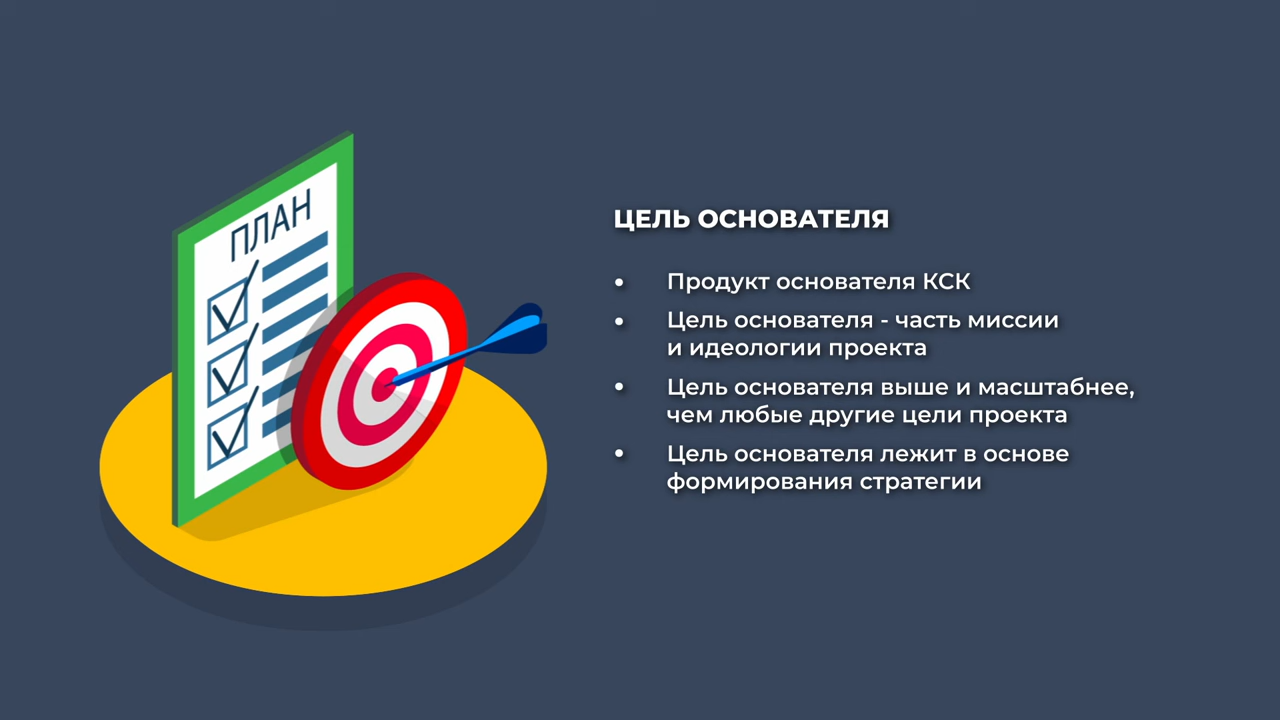 ПЛАН
ЦЕЛЬ ОСНОВАТЕЛЯ
• Продукт основателя КСК
• Цель основателя - часть миссии
и идеологии проекта
• Цель основателя выше и масштабнее,
чем любые другие цели проекта
• Цель основателя лежит в основе
формирования стратегии